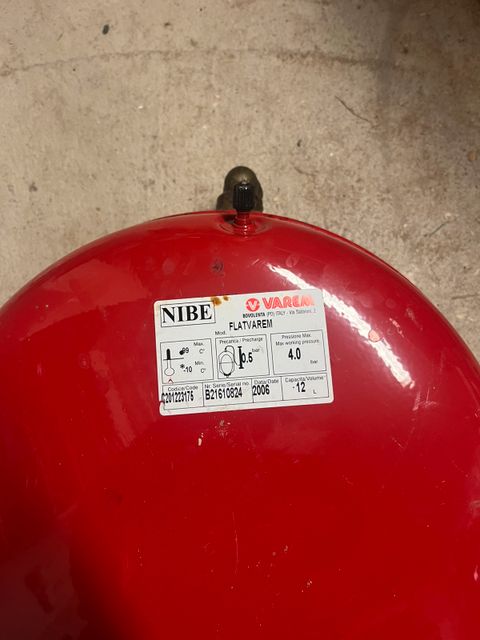 NIBE
VAREM
BOVOLENTA (PD) ITALY - Via Sabbioni, 2
Mod. FLATVAREM
Max. 99 C°
Min. -10 C°
Precarica / Precharge
0.5 bar
Pressione Max.
Max working pressure
4.0 bar
Codice/Code
C201223175
Nr. Serie/Serial no.
B21610824
Data/Date
2006
Capacità/Volume
12 L